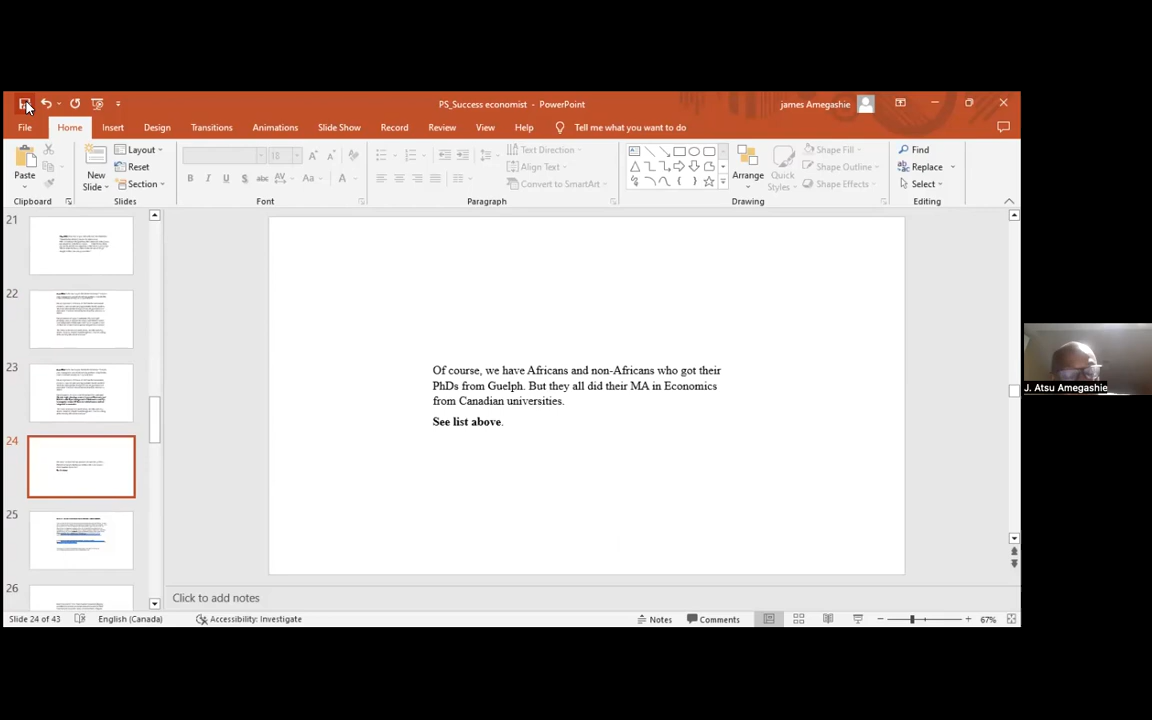 PS_Success economist - PowerPoint
james Amegashie
File
Home
Insert
Design
Transitions
Animations
Slide Show
Record
Review
View
Help
Tell me what you want to do
Paste
Clipboard
New
Slide
Layout
Reset
Section
Slides
18
Font
Text Direction
Align Text
Convert to SmartArt
Paragraph
Arrange
Quick
Styles
Shape Fill
Shape Outline
Shape Effects
Drawing
Find
Replace
Select
Editing
21
22
23
24
25
26
Of course, we have Africans and non-Africans who got their
PhDs from Guelph. But they all did their MA in Economics
from Canadian universities.
See list above.
J. Atsu Amegashie
Click to add notes
Slide 24 of 43
English (Canada)
Accessibility: Investigate
Notes
Comments
67%